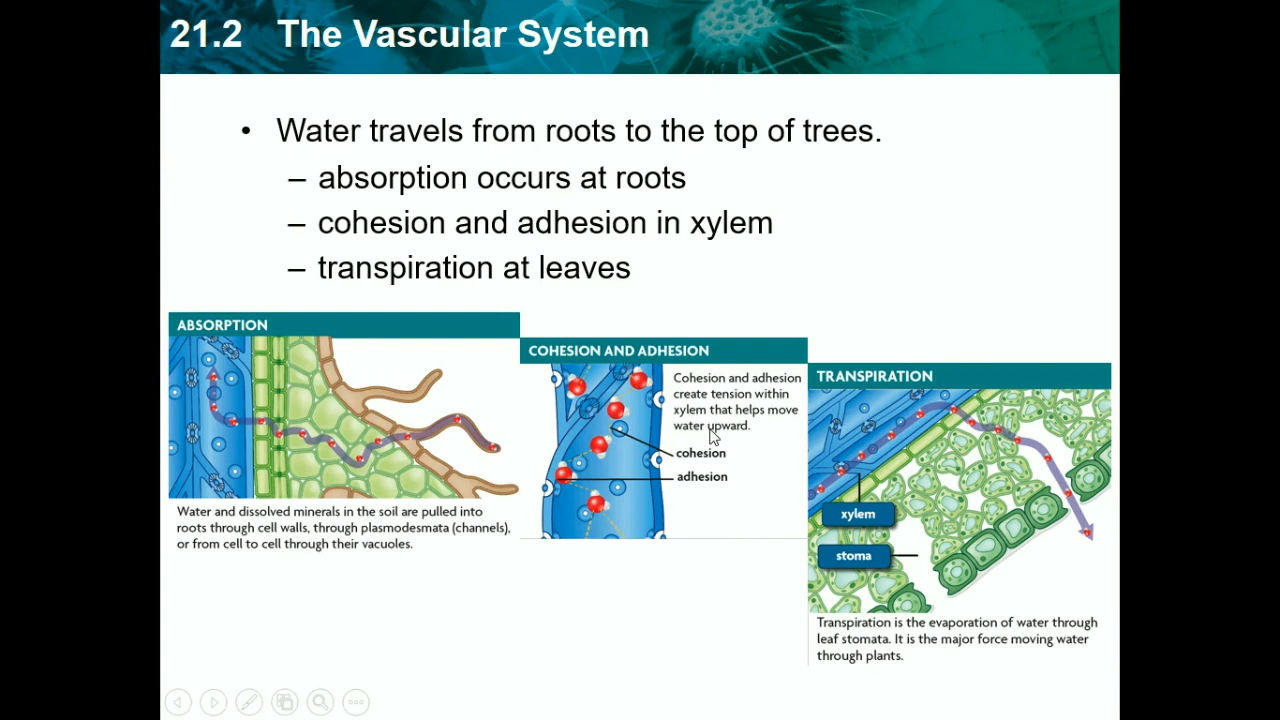 21.2 The Vascular System
• Water travels from roots to the top of trees.
– absorption occurs at roots
– cohesion and adhesion in xylem
– transpiration at leaves
ABSORPTION
Water and dissolved minerals in the soil are pulled into
roots through cell walls, through plasmodesmata (channels),
or from cell to cell through their vacuoles.
COHESION AND ADHESION
Cohesion and adhesion
create tension within
xylem that helps move
water upward.
cohesion
adhesion
TRANSPIRATION
xylem
stoma
Transpiration is the evaporation of water through
leaf stomata. It is the major force moving water
through plants.